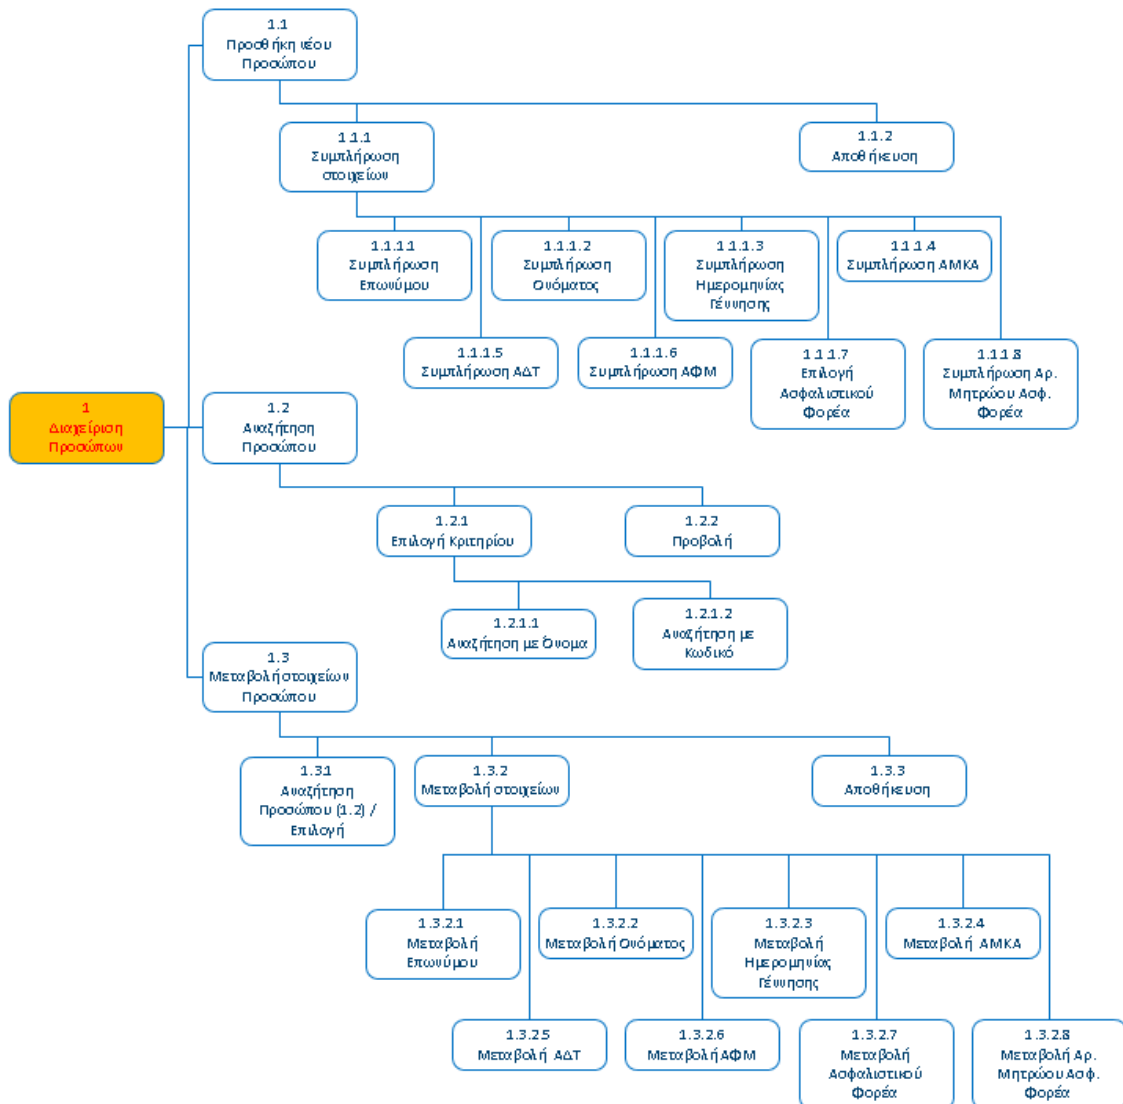 1.1
Προσθήκη νέου
Προσώπου
1.1.1
Συμπλήρωση
στοιχείων
1.1.2
Αποθήκευση
1.1.1.1
Συμπλήρωση
Επωνύμου
1.1.1.2
Συμπλήρωση
Ονόματος
1.1.1.3
Συμπλήρωση
Ημερομηνίας
Γέννησης
1.1.1.4
Συμπλήρωση ΑΜΚΑ
1.1.1.5
Συμπλήρωση ΑΔΤ
1.1.1.6
Συμπλήρωση ΑΦΜ
1.1.1.7
Επιλογή
Ασφαλιστικού
Φορέα
1.1.1.8
Συμπλήρωση Αρ.
Μητρώου Ασφ.
Φορέα
1
Διαχείριση
Προσώπων
1.2
Αναζήτηση
Προσώπου
1.2.1
Επιλογή Κριτηρίου
1.2.2
Προβολή
1.2.1.1
Αναζήτηση με Όνομα
1.2.1.2
Αναζήτηση με
Κωδικό
1.3
Μεταβολή στοιχείων
Προσώπου
1.3.1
Αναζήτηση
Προσώπου (1.2) /
Επιλογή
1.3.2
Μεταβολή στοιχείων
1.3.3
Αποθήκευση
1.3.2.1
Μεταβολή
Επωνύμου
1.3.2.2
Μεταβολή Ονόματος
1.3.2.3
Μεταβολή
Ημερομηνίας
Γέννησης
1.3.2.4
Μεταβολή ΑΜΚΑ
1.3.2.5
Μεταβολή ΑΔΤ
1.3.2.6
Μεταβολή ΑΦΜ
1.3.2.7
Μεταβολή
Ασφαλιστικού
Φορέα
1.3.2.8
Μεταβολή Αρ.
Μητρώου Ασφ.
Φορέα